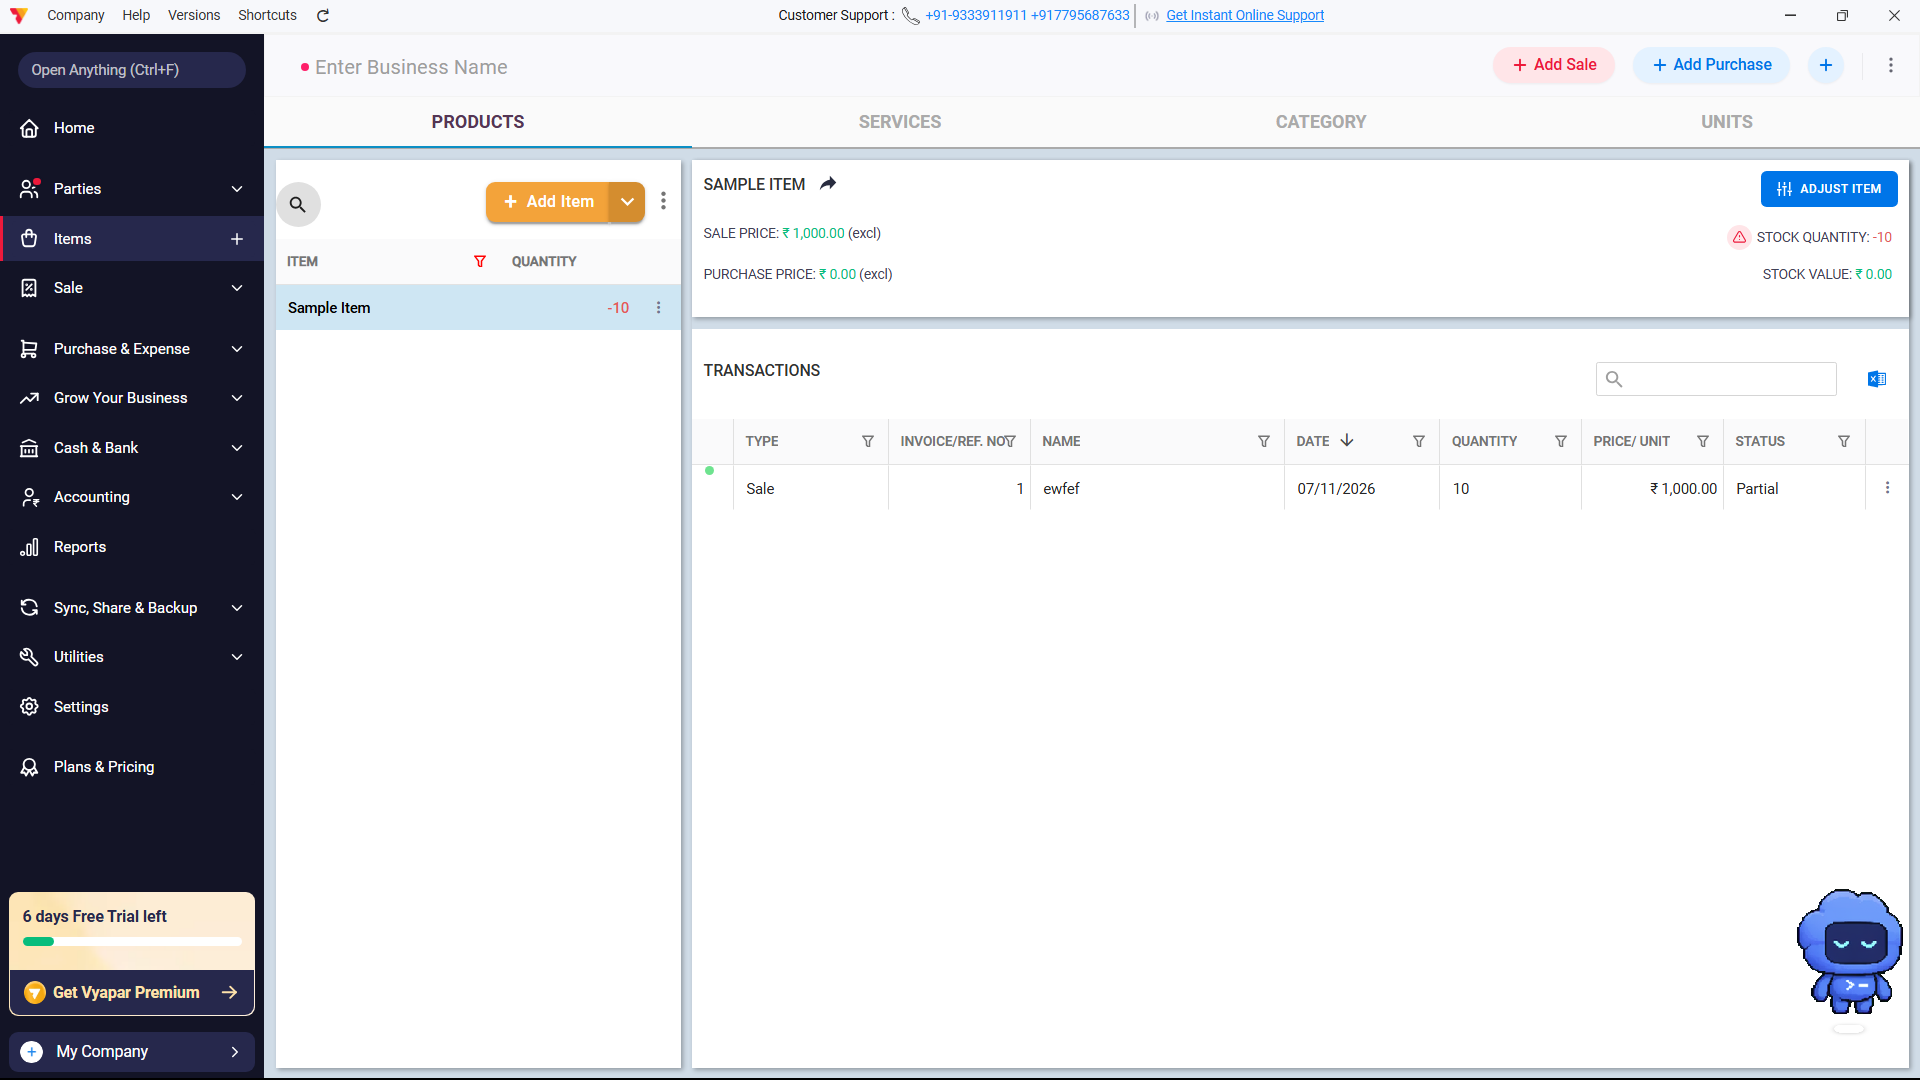 Company Help Versions Shortcuts
Customer Support : +91-9333911911 +917795687633 Get Instant Online Support
Open Anything (Ctrl+F)
Home
Parties
Items
Sale
Purchase & Expense
Grow Your Business
Cash & Bank
Accounting
Reports
Sync, Share & Backup
Utilities
Settings
Plans & Pricing
6 days Free Trial left
Get Vyapar Premium
My Company
Enter Business Name
Add Sale
Add Purchase
PRODUCTS SERVICES CATEGORY UNITS
Add Item
ITEM QUANTITY
Sample Item -10
SAMPLE ITEM
ADJUST ITEM
SALE PRICE: ₹ 1,000.00 (excl)
STOCK QUANTITY: -10
PURCHASE PRICE: ₹ 0.00 (excl)
STOCK VALUE: ₹ 0.00
TRANSACTIONS
TYPE INVOICE/REF. NO NAME DATE QUANTITY PRICE/ UNIT STATUS
Sale 1 ewfef 07/11/2026 10 ₹ 1,000.00 Partial